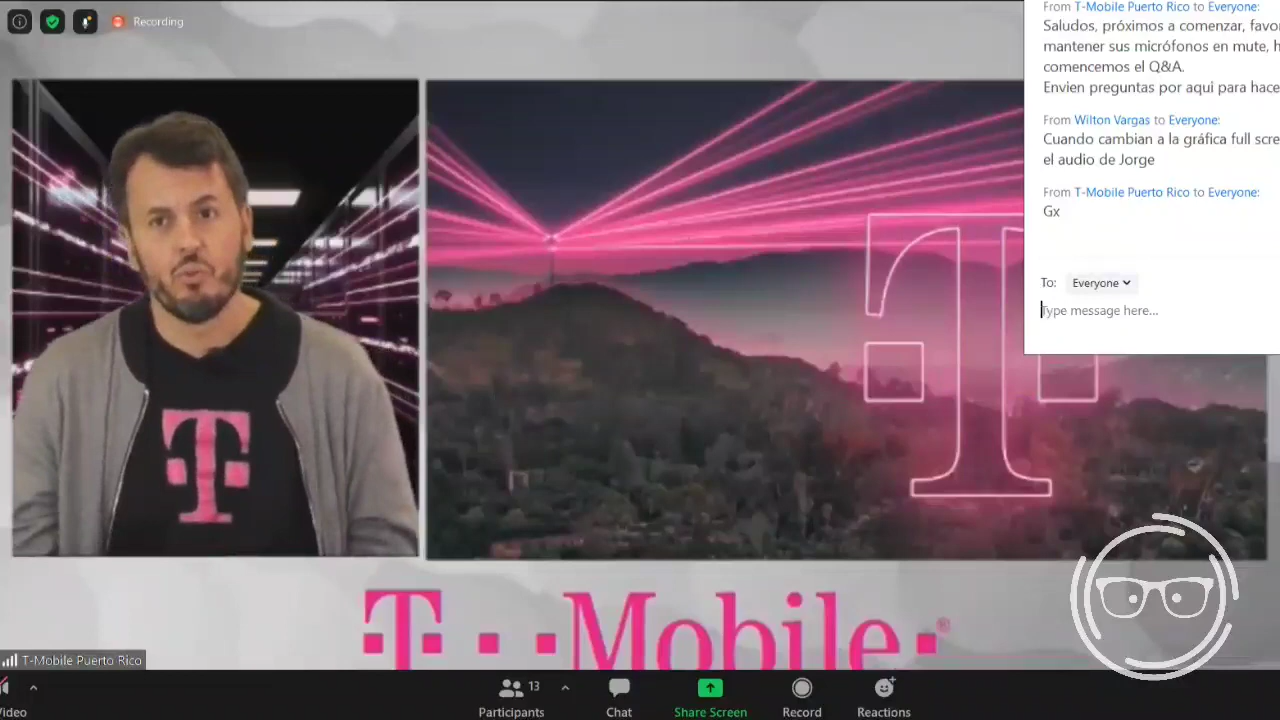 Recording
From T-Mobile Puerto Rico to Everyone:
Saludos, próximos a comenzar, favo
mantener sus micrófonos en mute, h
comencemos el Q&A.
Envien preguntas por aqui para hace
From Wilton Vargas to Everyone:
Cuando cambian a la gráfica full scre
el audio de Jorge
From T-Mobile Puerto Rico to Everyone:
Gx
To: Everyone
Type message here...
T
T
T··Mobile·®
T-Mobile Puerto Rico
Video
13
Participants
Chat
Share Screen
Record
Reactions